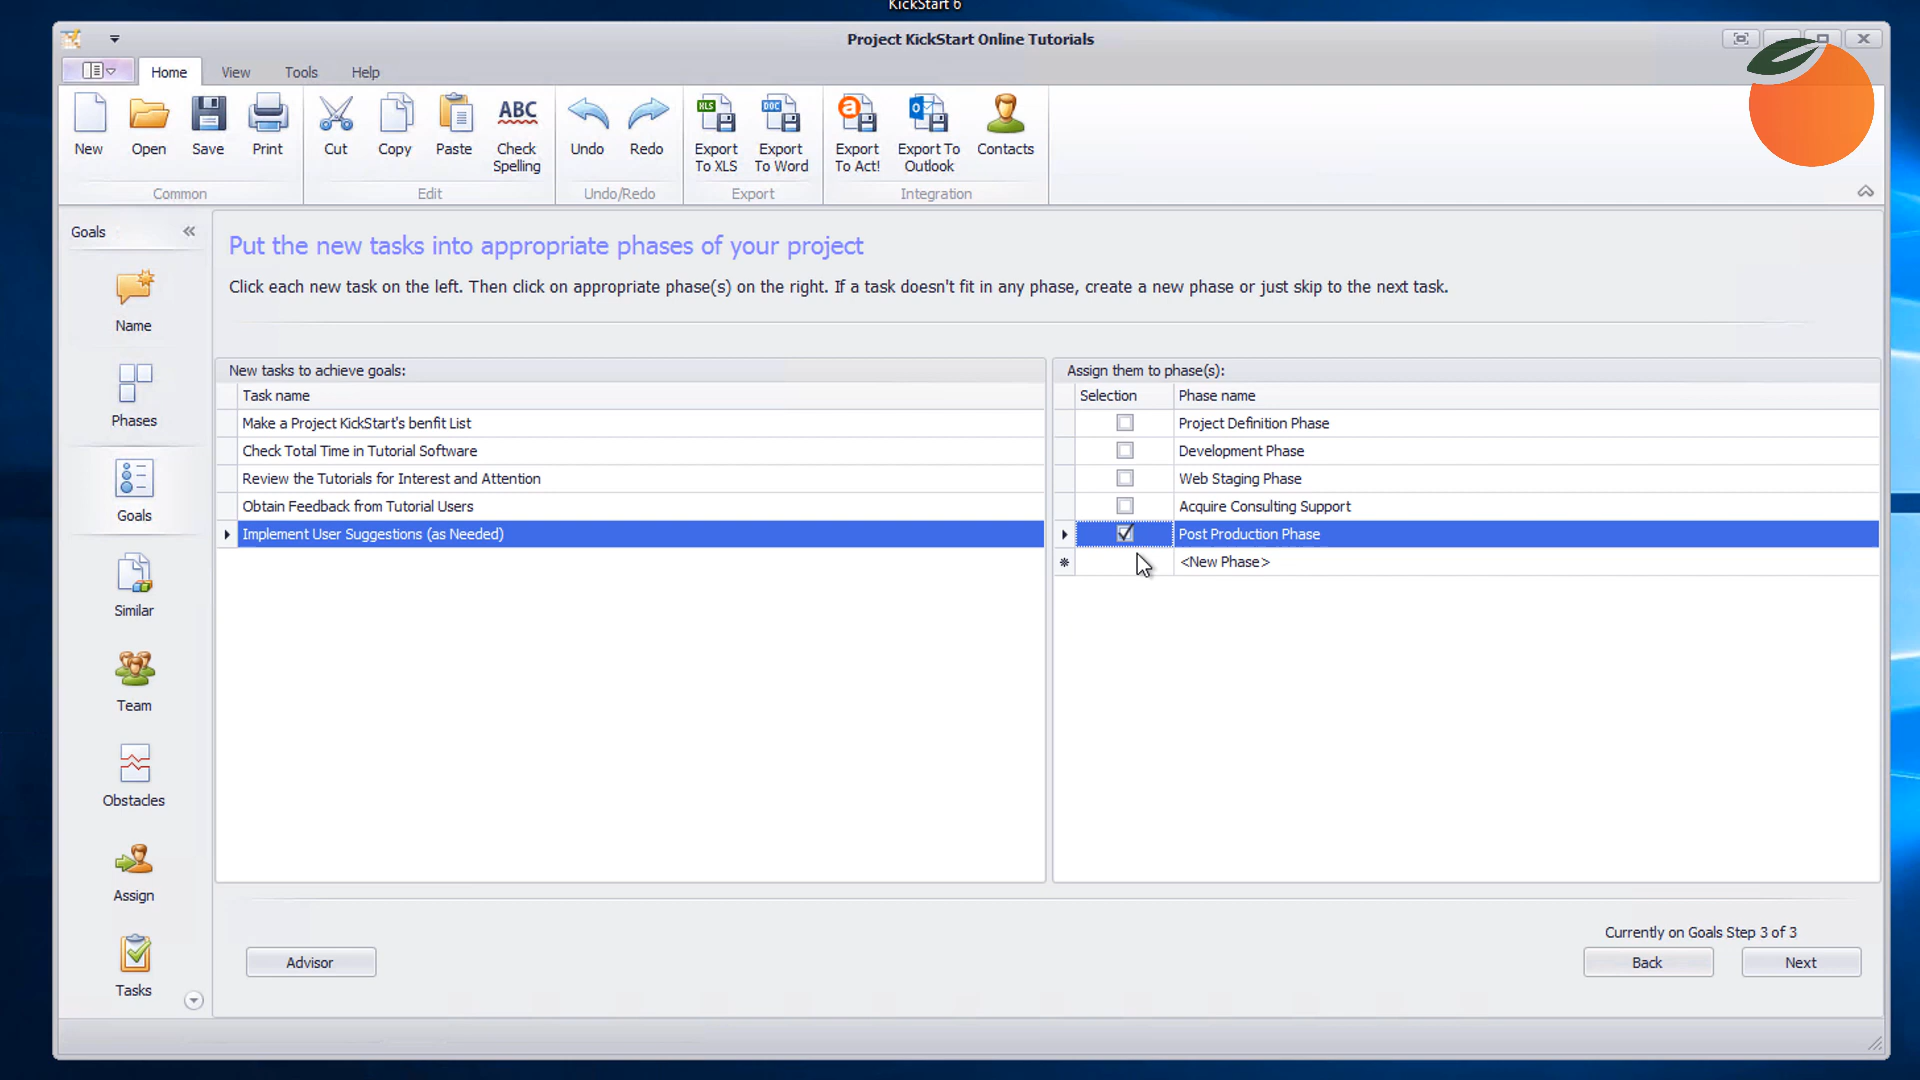 KickStart 6
Project KickStart Online Tutorials
Home View Tools Help
New Open Save Print Cut Copy Paste ABC Check Spelling Undo Redo XLS Export To XLS DOC Export To Word a Export To Act! Export To Outlook Contacts
Common Edit Undo/Redo Export Integration
Goals
Name
Phases
Goals
Similar
Team
Obstacles
Assign
Tasks
Put the new tasks into appropriate phases of your project
Click each new task on the left. Then click on appropriate phase(s) on the right. If a task doesn't fit in any phase, create a new phase or just skip to the next task.
New tasks to achieve goals:
Task name
Make a Project KickStart's benfit List
Check Total Time in Tutorial Software
Review the Tutorials for Interest and Attention
Obtain Feedback from Tutorial Users
Implement User Suggestions (as Needed)
Assign them to phase(s):
Selection Phase name
Project Definition Phase
Development Phase
Web Staging Phase
Acquire Consulting Support
Post Production Phase
<New Phase>
Currently on Goals Step 3 of 3
Advisor Back Next